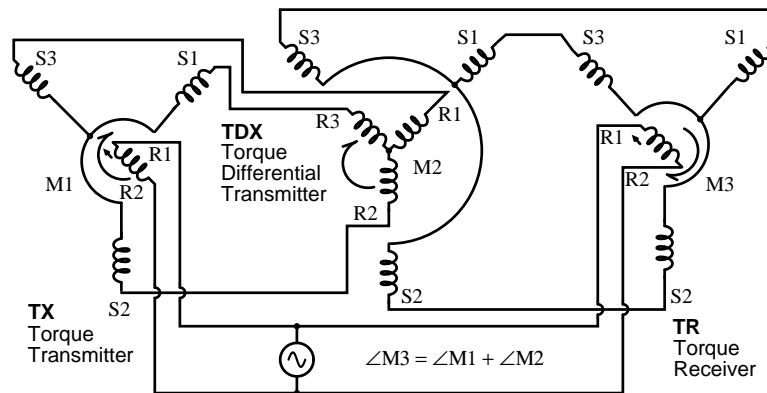 S3
S1
S3
S1
S3
S1
R3
R1
TDX
Torque
Differential
Transmitter
R1
R2
M1
M2
R2
R1
R2
M3
S2
S2
S2
TX
Torque
Transmitter
∠M3 = ∠M1 + ∠M2
TR
Torque
Receiver